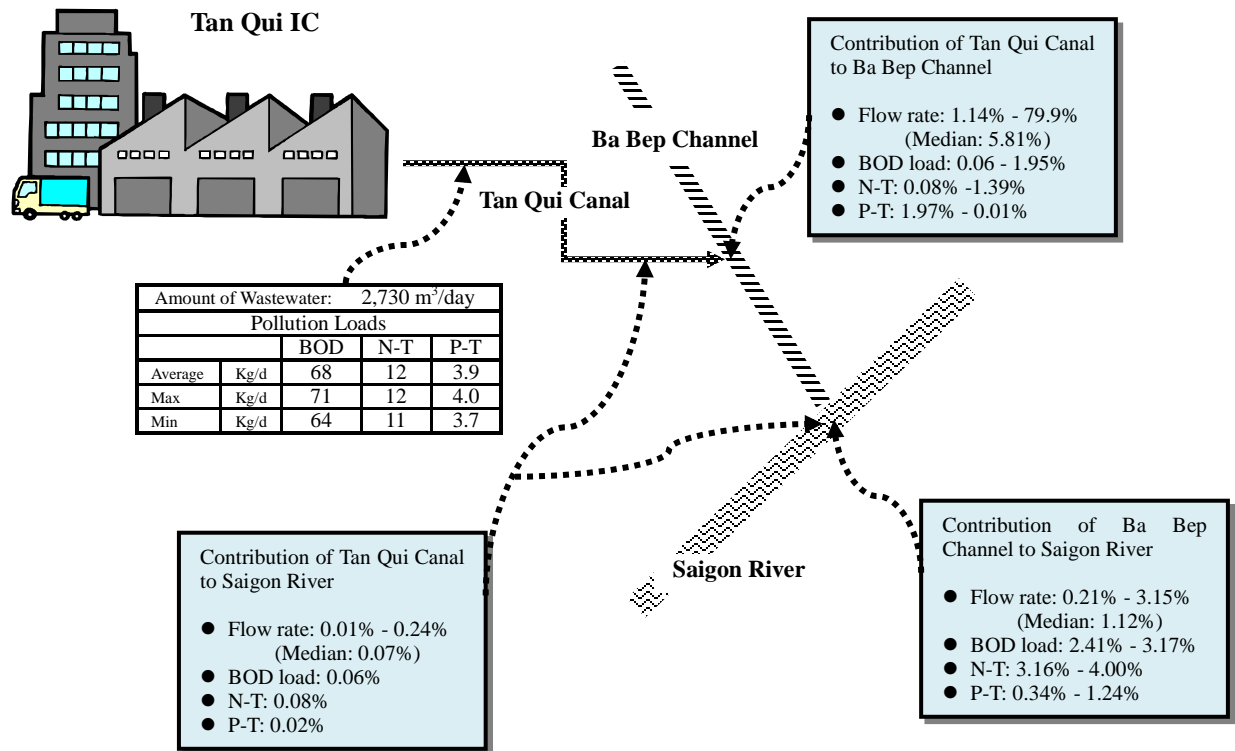 Tan Qui IC
Contribution of Tan Qui Canal
to Ba Bep Channel
● Flow rate: 1.14% - 79.9%
(Median: 5.81%)
● BOD load: 0.06 - 1.95%
● N-T: 0.08% -1.39%
● P-T: 1.97% - 0.01%
Ba Bep Channel
Tan Qui Canal
Amount of Wastewater: 2,730 m³/day
Pollution Loads
BOD N-T P-T
Average Kg/d 68 12 3.9
Max Kg/d 71 12 4.0
Min Kg/d 64 11 3.7
Contribution of Tan Qui Canal
to Saigon River
● Flow rate: 0.01% - 0.24%
(Median: 0.07%)
● BOD load: 0.06%
● N-T: 0.08%
● P-T: 0.02%
Saigon River
Contribution of Ba Bep
Channel to Saigon River
● Flow rate: 0.21% - 3.15%
(Median: 1.12%)
● BOD load: 2.41% - 3.17%
● N-T: 3.16% - 4.00%
● P-T: 0.34% - 1.24%